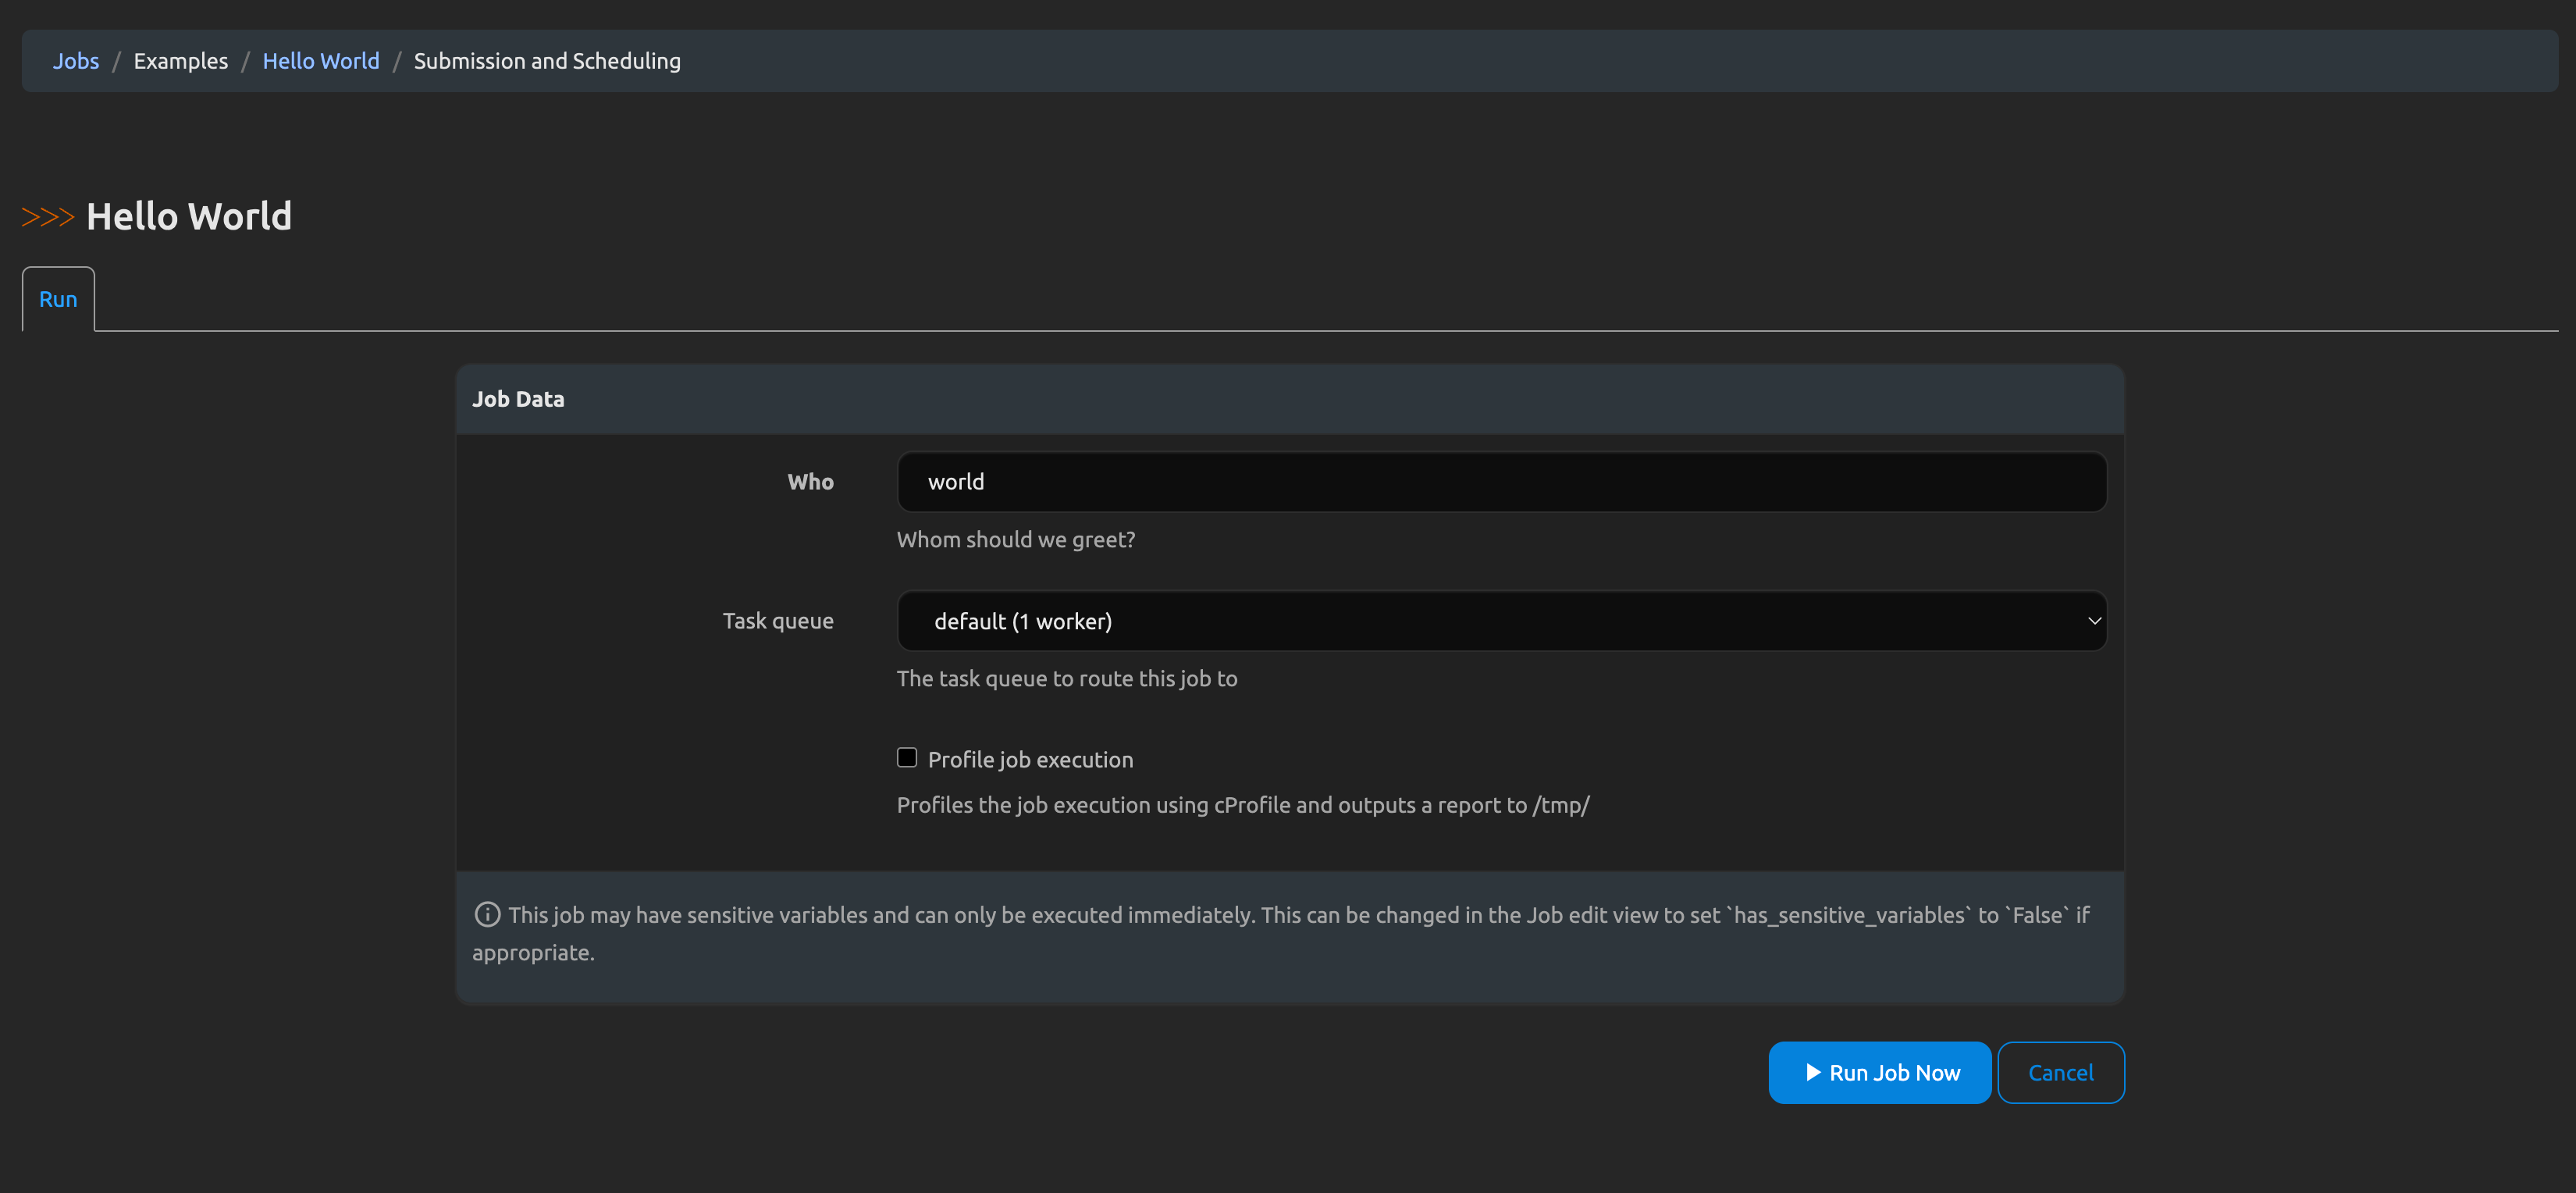 Jobs / Examples / Hello World / Submission and Scheduling
>>> Hello World
Run
Job Data
Who
world
Whom should we greet?
Task queue
default (1 worker)
The task queue to route this job to
Profile job execution
Profiles the job execution using cProfile and outputs a report to /tmp/
This job may have sensitive variables and can only be executed immediately. This can be changed in the Job edit view to set `has_sensitive_variables` to `False` if
appropriate.
Run Job Now
Cancel